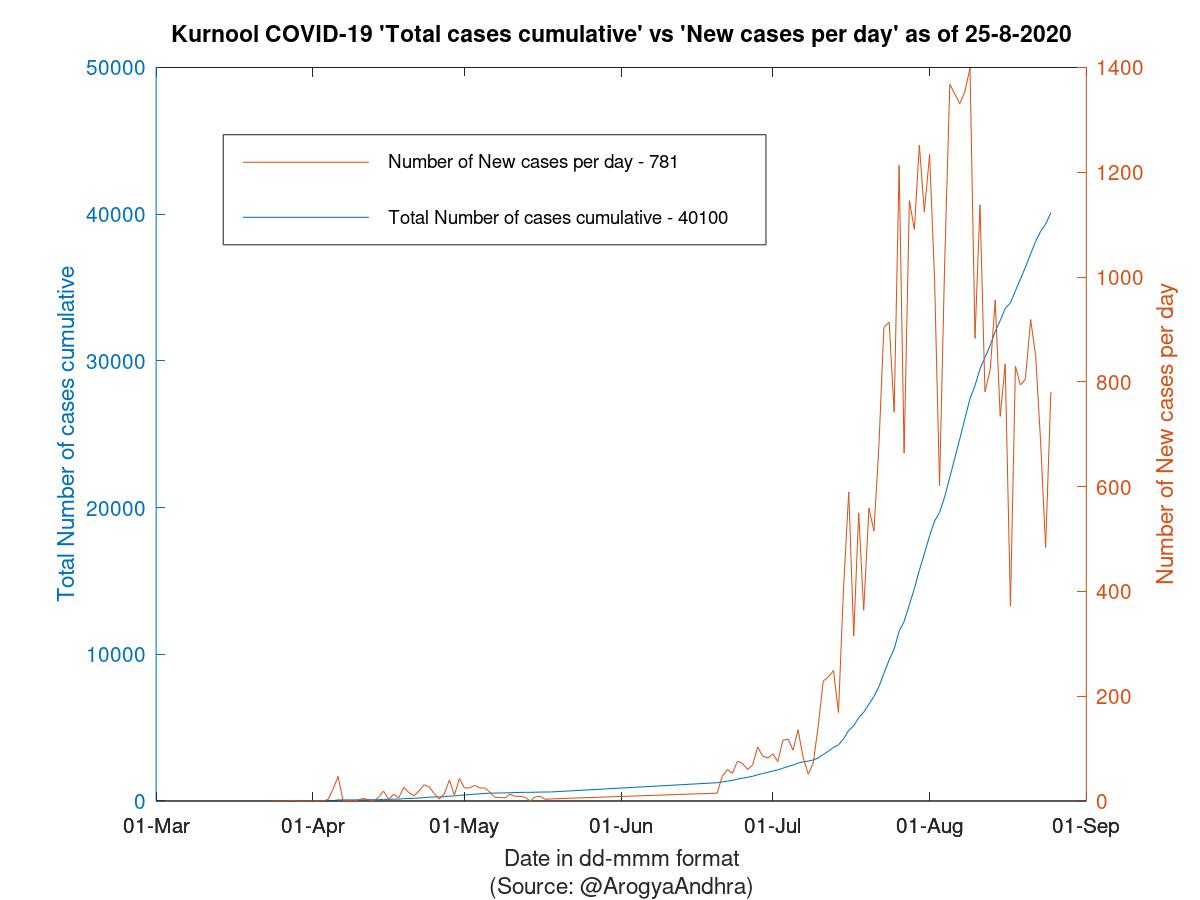 Kurnool COVID-19 'Total cases cumulative' vs 'New cases per day' as of 25-8-2020
50000
40000
30000
20000
10000
0
Total Number of cases cumulative
Number of New cases per day - 781
Total Number of cases cumulative - 40100
1400
1200
1000
800
600
400
200
0
Number of New cases per day
01-Mar 01-Apr 01-May 01-Jun 01-Jul 01-Aug 01-Sep
Date in dd-mmm format
(Source: @ArogyaAndhra)